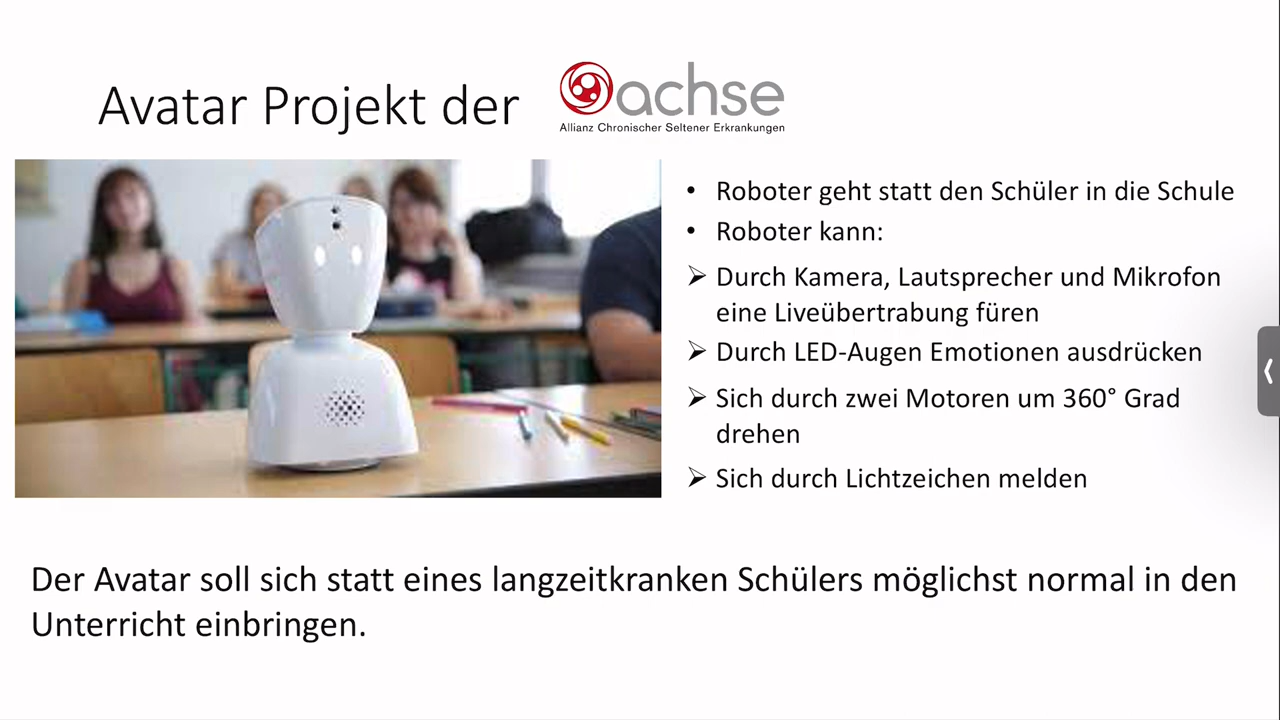 Avatar Projekt der
achse
Allianz Chronischer Seltener Erkrankungen
• Roboter geht statt den Schüler in die Schule
• Roboter kann:
➢ Durch Kamera, Lautsprecher und Mikrofon
eine Liveübertrabung füren
➢ Durch LED-Augen Emotionen ausdrücken
➢ Sich durch zwei Motoren um 360° Grad
drehen
➢ Sich durch Lichtzeichen melden
Der Avatar soll sich statt eines langzeitkranken Schülers möglichst normal in den
Unterricht einbringen.